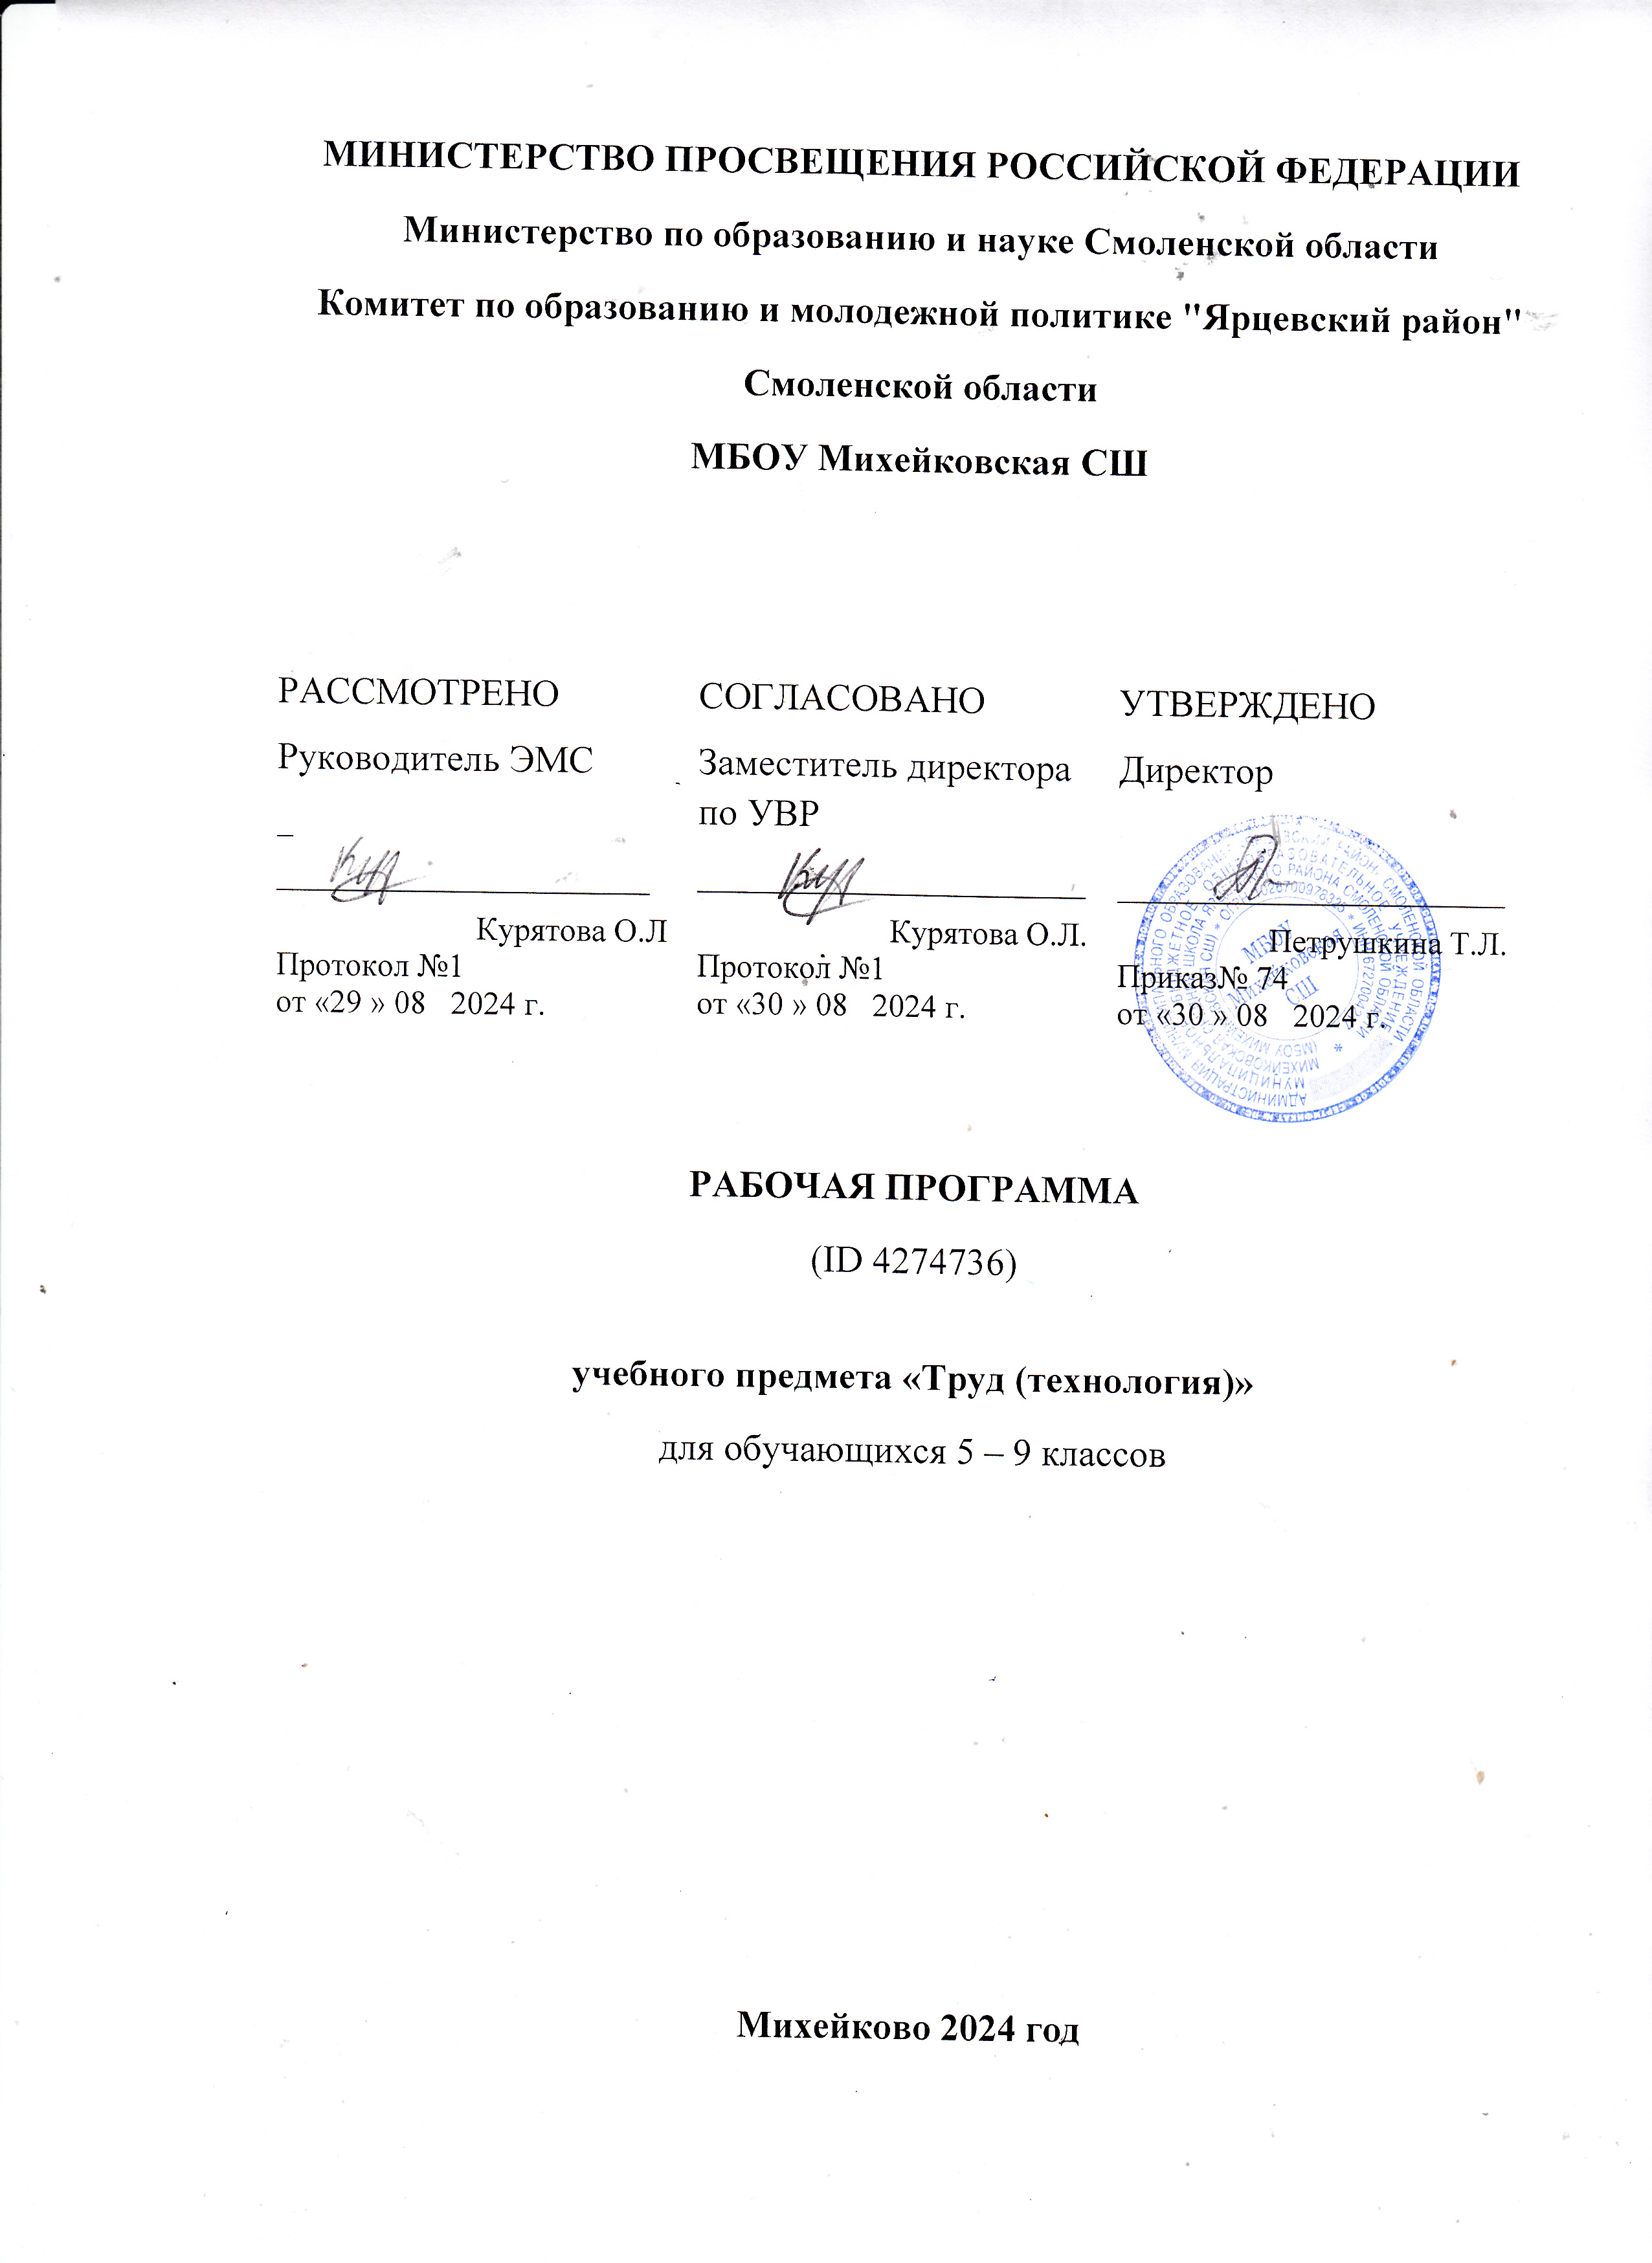 МИНИСТЕРСТВО ПРОСВЕЩЕНИЯ РОССИЙСКОЙ ФЕДЕРАЦИИ
Министерство по образованию и науке Смоленской области
Комитет по образованию и молодежной политике "Ярцевский район"
Смоленской области
МБОУ Михейковская СШ
РАССМОТРЕНО
Руководитель ЭМС
Курятова О.Л
Протокол №1
от «29 » 08 2024 г.
СОГЛАСОВАНО
Заместитель директора
по УВР
Курятова О.Л.
Протокол №1
от «30 » 08 2024 г.
УТВЕРЖДЕНО
Директор
Петрушкина Т.Л.
Приказ№ 74
от «30 » 08 2024 г.
МБОУ
Михейковская
СШ
РАБОЧАЯ ПРОГРАММА
(ID 4274736)
учебного предмета «Труд (технология)»
для обучающихся 5 – 9 классов
Михейково 2024 год